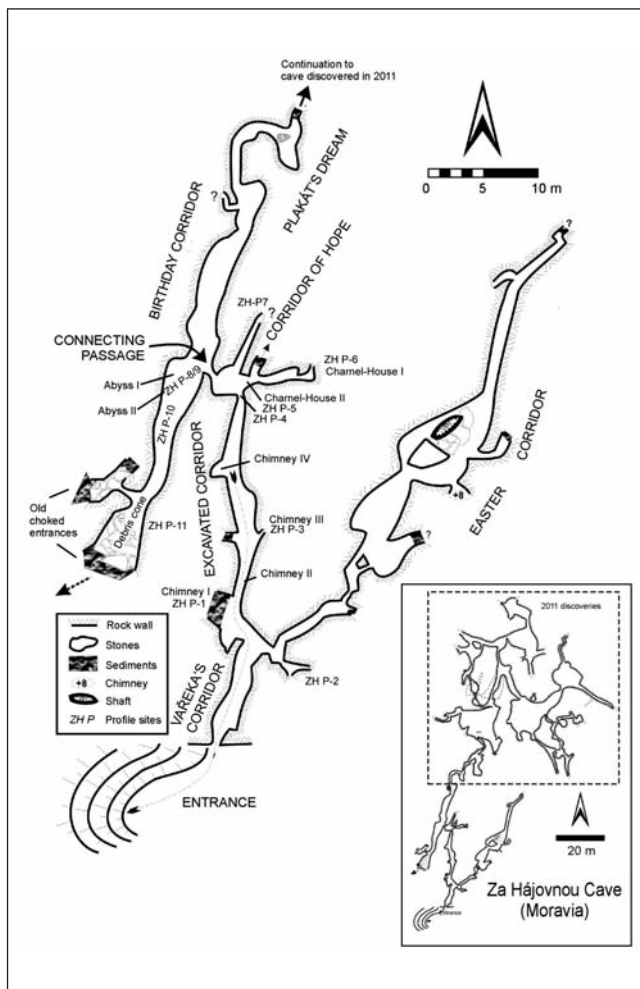 Continuation to
cave discovered in 2011
PLAKÁT'S DREAM
0 5 10 m
?
BIRTHDAY CORRIDOR
CORRIDOR OF HOPE
ZH-P7
?
?
CONNECTING
PASSAGE
ZH P-6
Charnel-House I
Abyss I
ZH P-8/9
Charnel-House II
Abyss II
ZH P-5
ZH P-4
ZH P-10
EASTER CORRIDOR
Chimney IV
+8
EXCAVATED CORRIDOR
Old
choked
entrances
Debris cone
ZH P-11
Chimney III
ZH P-3
?
Chimney II
Chimney I
ZH P-1
Rock wall
Stones
Sediments
+8 Chimney
Shaft
ZH P Profile sites
VAŘEKA'S
CORRIDOR
ZH P-2
ENTRANCE
2011 discoveries
20 m
Entrance
Za Hájovnou Cave
(Moravia)